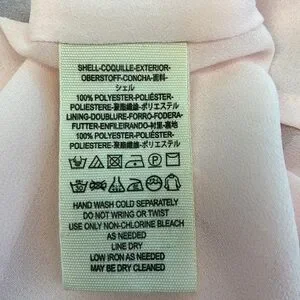 SHELL-COQUILLE-EXTERIOR-
OBERSTOFF-CONCHA-面料-
シェル
100% POLYESTER-POLIÉSTER-
POLIESTERE-聚酯纖維-ポリエステル
LINING-DOUBLURE-FORRO-FODERA-
FUTTER-ENFILEIRANDO-村里-裏地
100% POLYESTER-POLIÉSTER-
POLIESTERE-聚酯纖維-ポリエステル
HAND WASH COLD SEPARATELY
DO NOT WRING OR TWIST
USE ONLY NON-CHLORINE BLEACH
AS NEEDED
LINE DRY
LOW IRON AS NEEDED
MAY BE DRY CLEANED